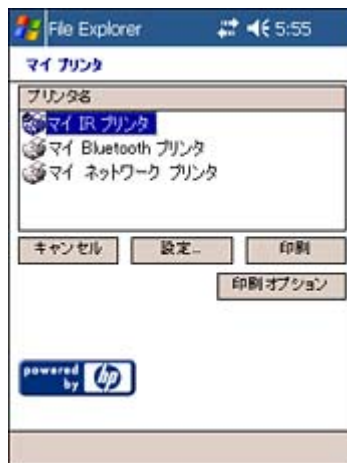 File Explorer 5:55
マイ プリンタ
プリンタ名
マイ IR プリンタ
マイ Bluetooth プリンタ
マイ ネットワーク プリンタ
キャンセル 設定... 印刷
印刷オプション
powered
by hp